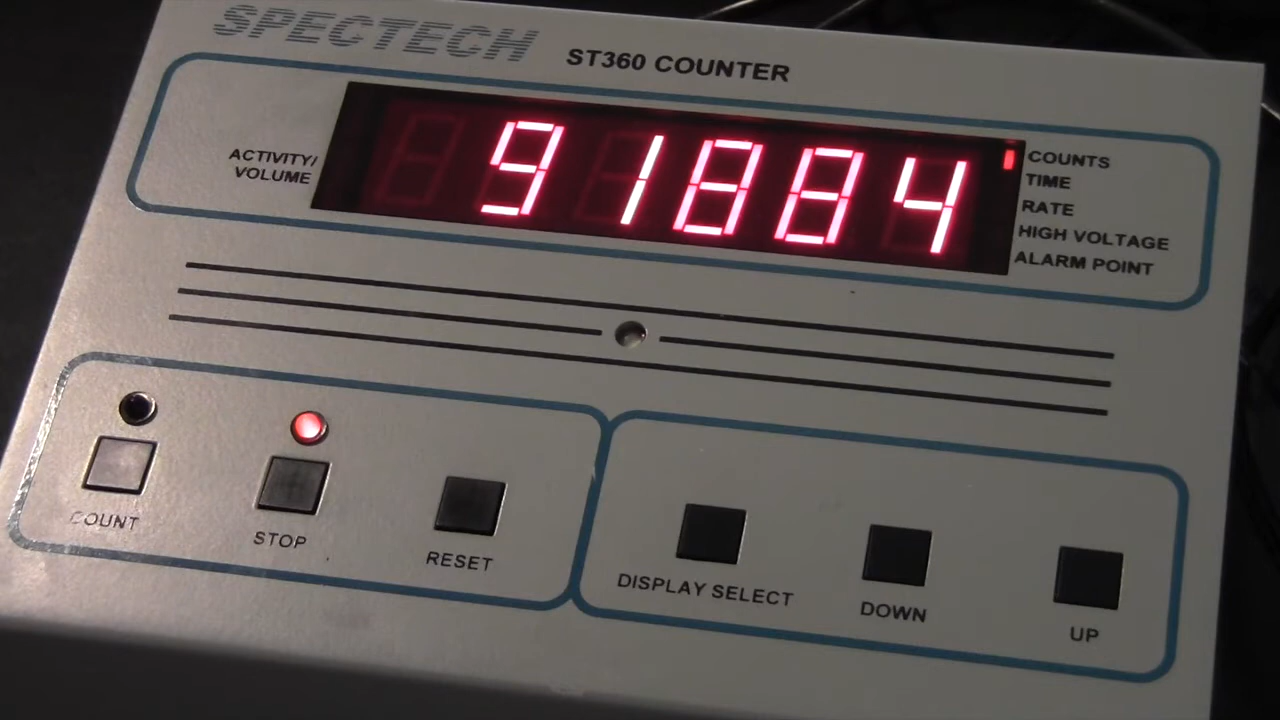 SPECTECH
ST360 COUNTER
ACTIVITY/
VOLUME
91884
COUNTS
TIME
RATE
HIGH VOLTAGE
ALARM POINT
COUNT
STOP
RESET
DISPLAY SELECT
DOWN
UP